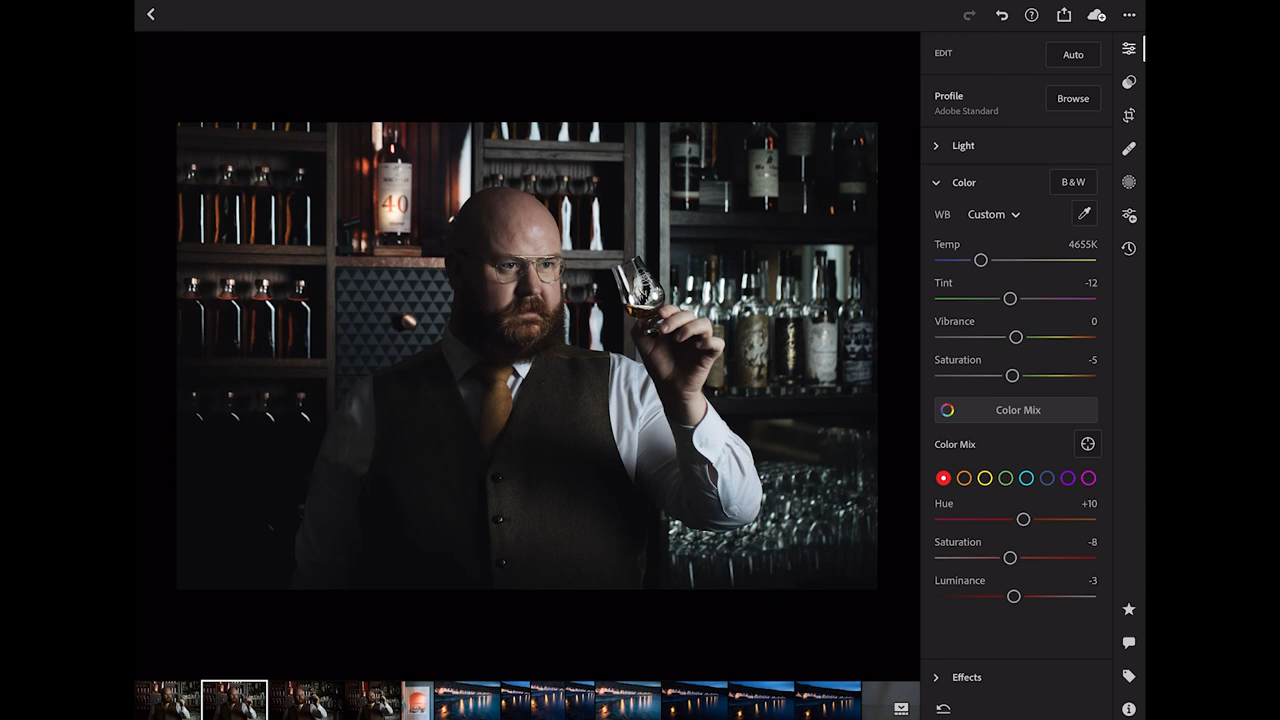 EDIT
Auto
Profile
Adobe Standard
Browse
Light
Color
B&W
WB
Custom
Temp
4655K
Tint
-12
Vibrance
0
Saturation
-5
Color Mix
Color Mix
Hue
+10
Saturation
-8
Luminance
-3
Effects
40